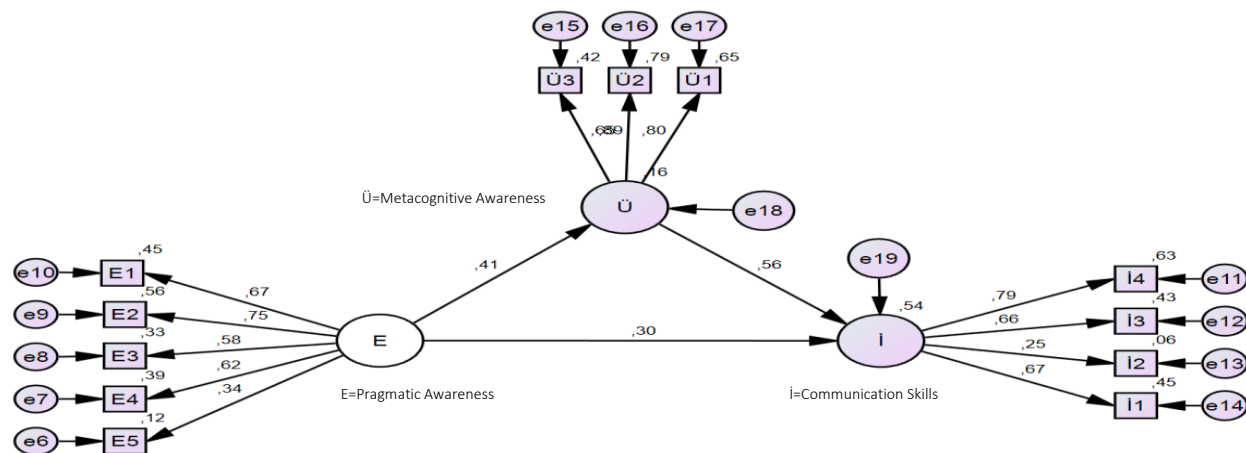 e15 e16 e17
,42 ,79 ,65
Ü3 Ü2 Ü1
,65 ,89 ,80
,16
Ü=Metacognitive Awareness
Ü
e18
,41
,56
e19
,45
e10 E1
,67
,56
e9 E2
,75
,33
e8 E3
,58
,39
e7 E4
,62
,12
e6 E5
,34
E
,30
,54
İ
E=Pragmatic Awareness
İ=Communication Skills
,63
,79
İ4 e11
,43
,66
İ3 e12
,06
,25
İ2 e13
,45
,67
İ1 e14